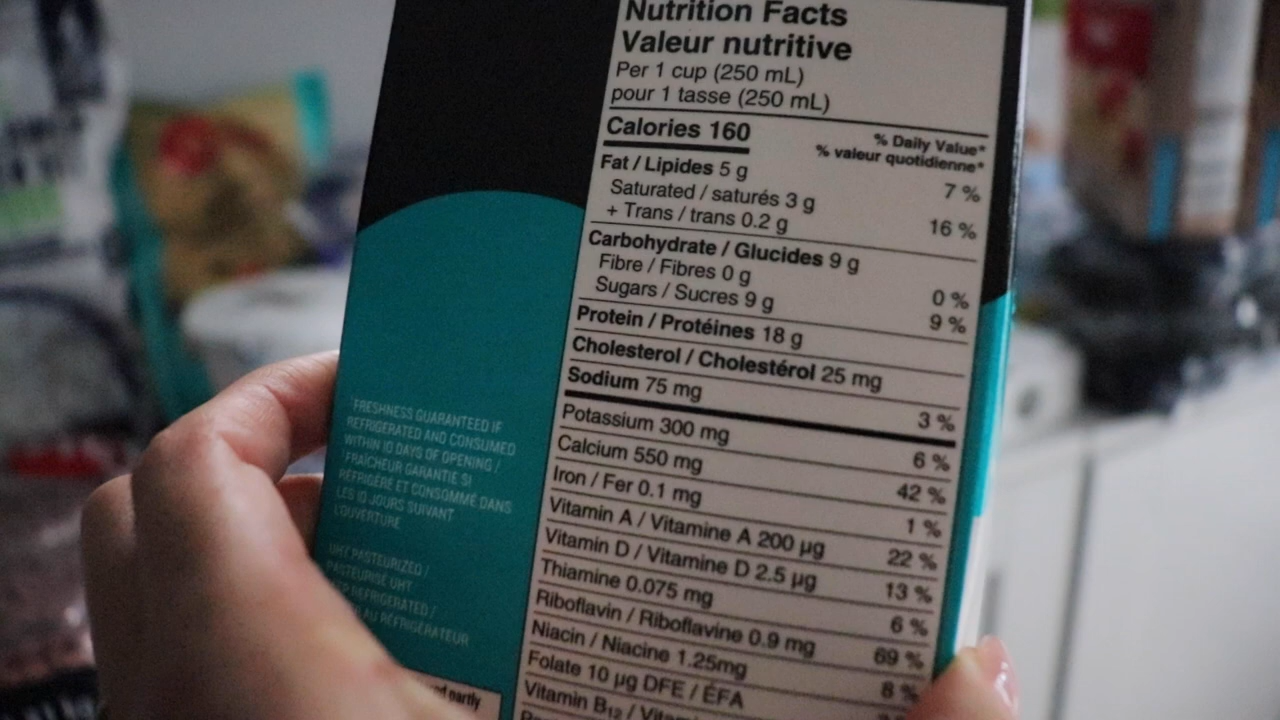 Nutrition Facts
Valeur nutritive
Per 1 cup (250 mL)
pour 1 tasse (250 mL)
Calories 160
% Daily Value*
% valeur quotidienne*
Fat / Lipides 5 g 7 %
Saturated / saturés 3 g
+ Trans / trans 0.2 g 16 %
Carbohydrate / Glucides 9 g
Fibre / Fibres 0 g 0 %
Sugars / Sucres 9 g 9 %
Protein / Protéines 18 g
Cholesterol / Cholestérol 25 mg
Sodium 75 mg 3 %
Potassium 300 mg 6 %
Calcium 550 mg 42 %
Iron / Fer 0.1 mg 1 %
Vitamin A / Vitamine A 200 µg 22 %
Vitamin D / Vitamine D 2.5 µg 13 %
Thiamine 0.075 mg 6 %
Riboflavin / Riboflavine 0.9 mg 69 %
Niacin / Niacine 1.25mg 8 %
Folate 10 µg DFE / ÉFA
Vitamin B₁₂ /
*FRESHNESS GUARANTEED IF
REFRIGERATED AND CONSUMED
WITHIN 10 DAYS OF OPENING /
FRAÎCHEUR GARANTIE SI
RÉFRIGÉRÉ ET CONSOMMÉ DANS
LES 10 JOURS SUIVANT
L'OUVERTURE
UHT PASTEURIZED /
PASTEURISÉ UHT
REFRIGERATED /
AU RÉFRIGÉRATEUR
partly